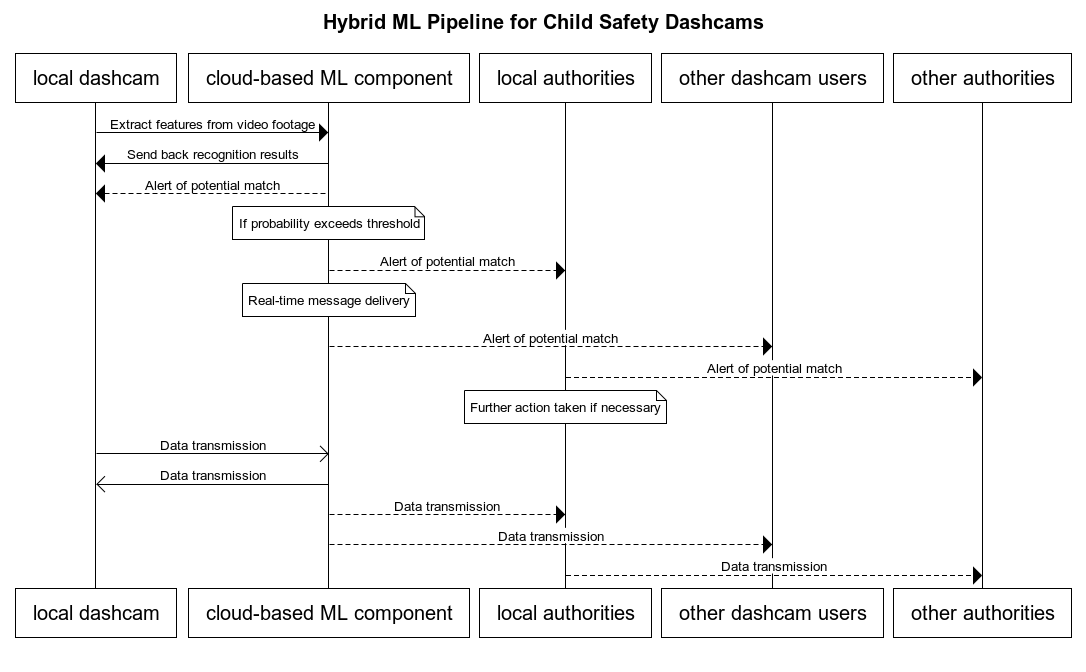 Hybrid ML Pipeline for Child Safety Dashcams
local dashcam
cloud-based ML component
local authorities
other dashcam users
other authorities
Extract features from video footage
Send back recognition results
Alert of potential match
If probability exceeds threshold
Alert of potential match
Real-time message delivery
Alert of potential match
Alert of potential match
Further action taken if necessary
Data transmission
Data transmission
Data transmission
Data transmission
Data transmission
local dashcam
cloud-based ML component
local authorities
other dashcam users
other authorities